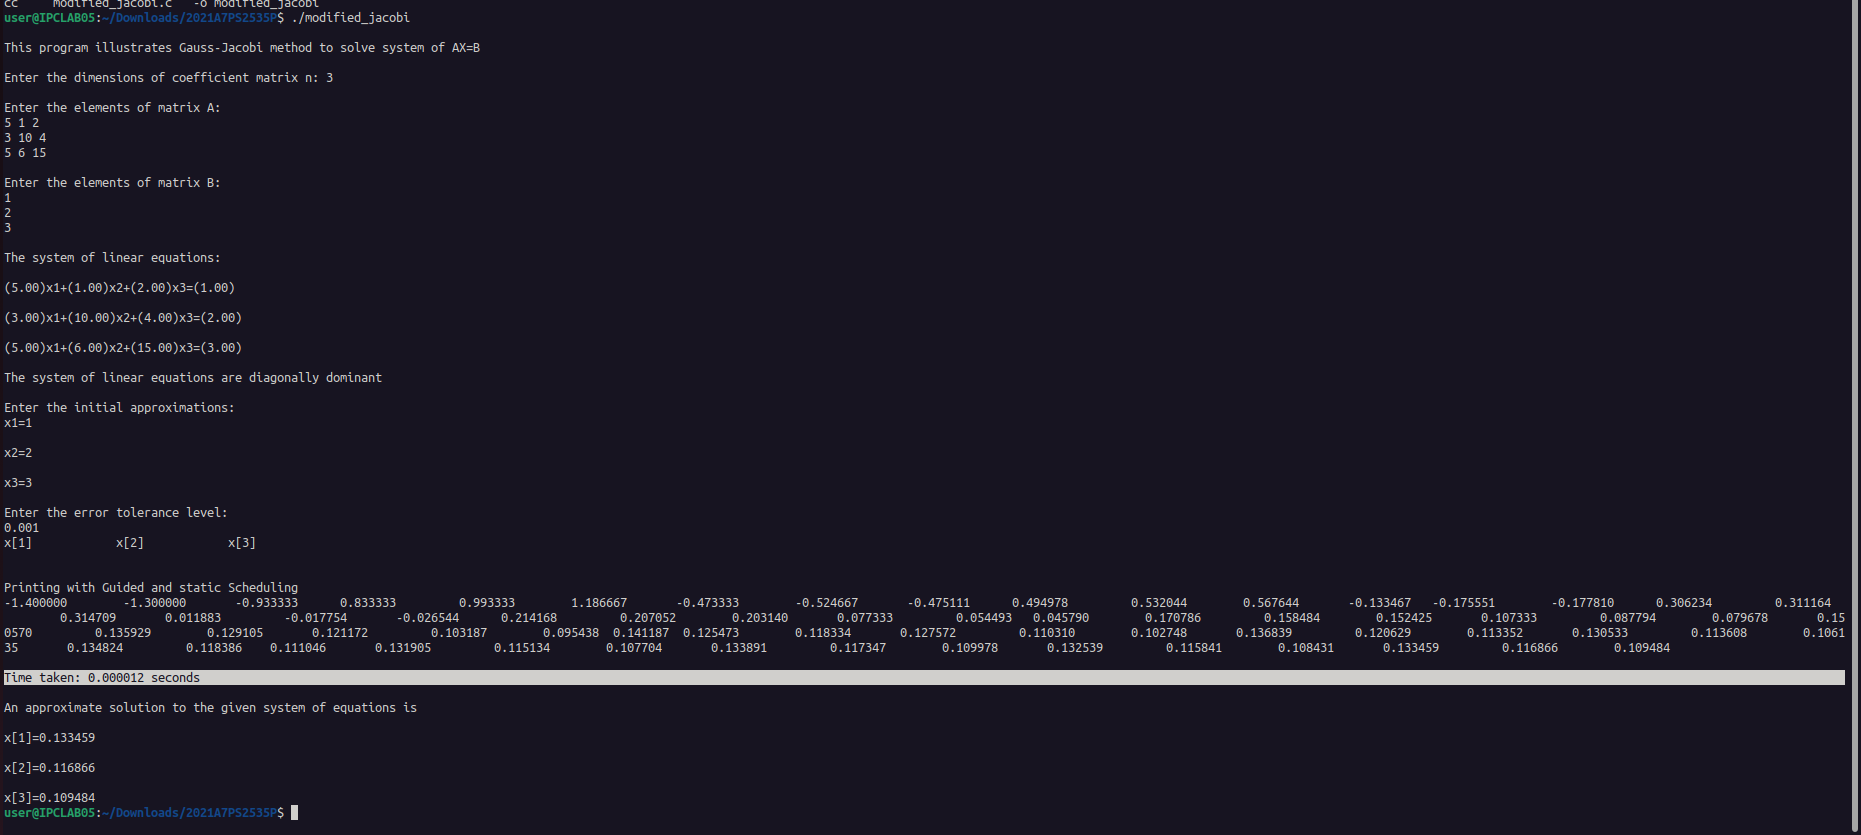 cc     modified_jacobi.c   -o modified_jacobi
user@IPCLAB05:~/Downloads/2021A7PS2535P$ ./modified_jacobi
This program illustrates Gauss-Jacobi method to solve system of AX=B
Enter the dimensions of coefficient matrix n: 3
Enter the elements of matrix A:
5 1 2
3 10 4
5 6 15
Enter the elements of matrix B:
1
2
3
The system of linear equations:
(5.00)x1+(1.00)x2+(2.00)x3=(1.00)
(3.00)x1+(10.00)x2+(4.00)x3=(2.00)
(5.00)x1+(6.00)x2+(15.00)x3=(3.00)
The system of linear equations are diagonally dominant
Enter the initial approximations:
x1=1
x2=2
x3=3
Enter the error tolerance level:
0.001
x[1]            x[2]            x[3]
Printing with Guided and static Scheduling
-1.400000        -1.300000       -0.933333      0.833333         0.993333        1.186667       -0.473333        -0.524667       -0.475111      0.494978         0.532044        0.567644       -0.133467   -0.175551        -0.177810      0.306234         0.311164
        0.314709       0.011883         -0.017754       -0.026544      0.214168         0.207052        0.203140       0.077333         0.054493   0.045790        0.170786        0.158484        0.152425       0.107333         0.087794        0.079678       0.15
0570         0.135929        0.129105       0.121172         0.103187        0.095438  0.141187  0.125473        0.118334       0.127572         0.110310        0.102748       0.136839         0.120629        0.113352       0.130533         0.113608        0.1061
35       0.134824        0.118386    0.111046       0.131905         0.115134        0.107704       0.133891         0.117347        0.109978       0.132539         0.115841        0.108431       0.133459         0.116866        0.109484
Time taken: 0.000012 seconds
An approximate solution to the given system of equations is
x[1]=0.133459
x[2]=0.116866
x[3]=0.109484
user@IPCLAB05:~/Downloads/2021A7PS2535P$